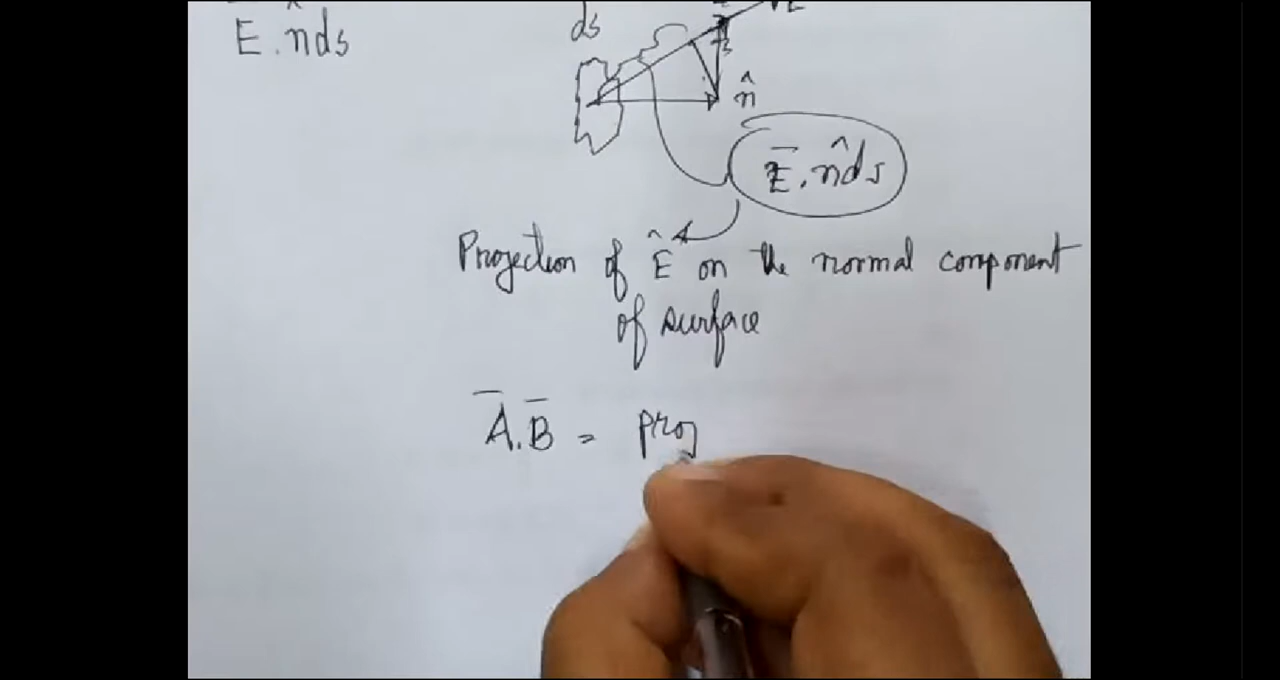 E̅.n̂ds
ds
n̂
E̅.n̂ds
Projection of Ê on the normal component
of surface
A̅.B̅ = proj